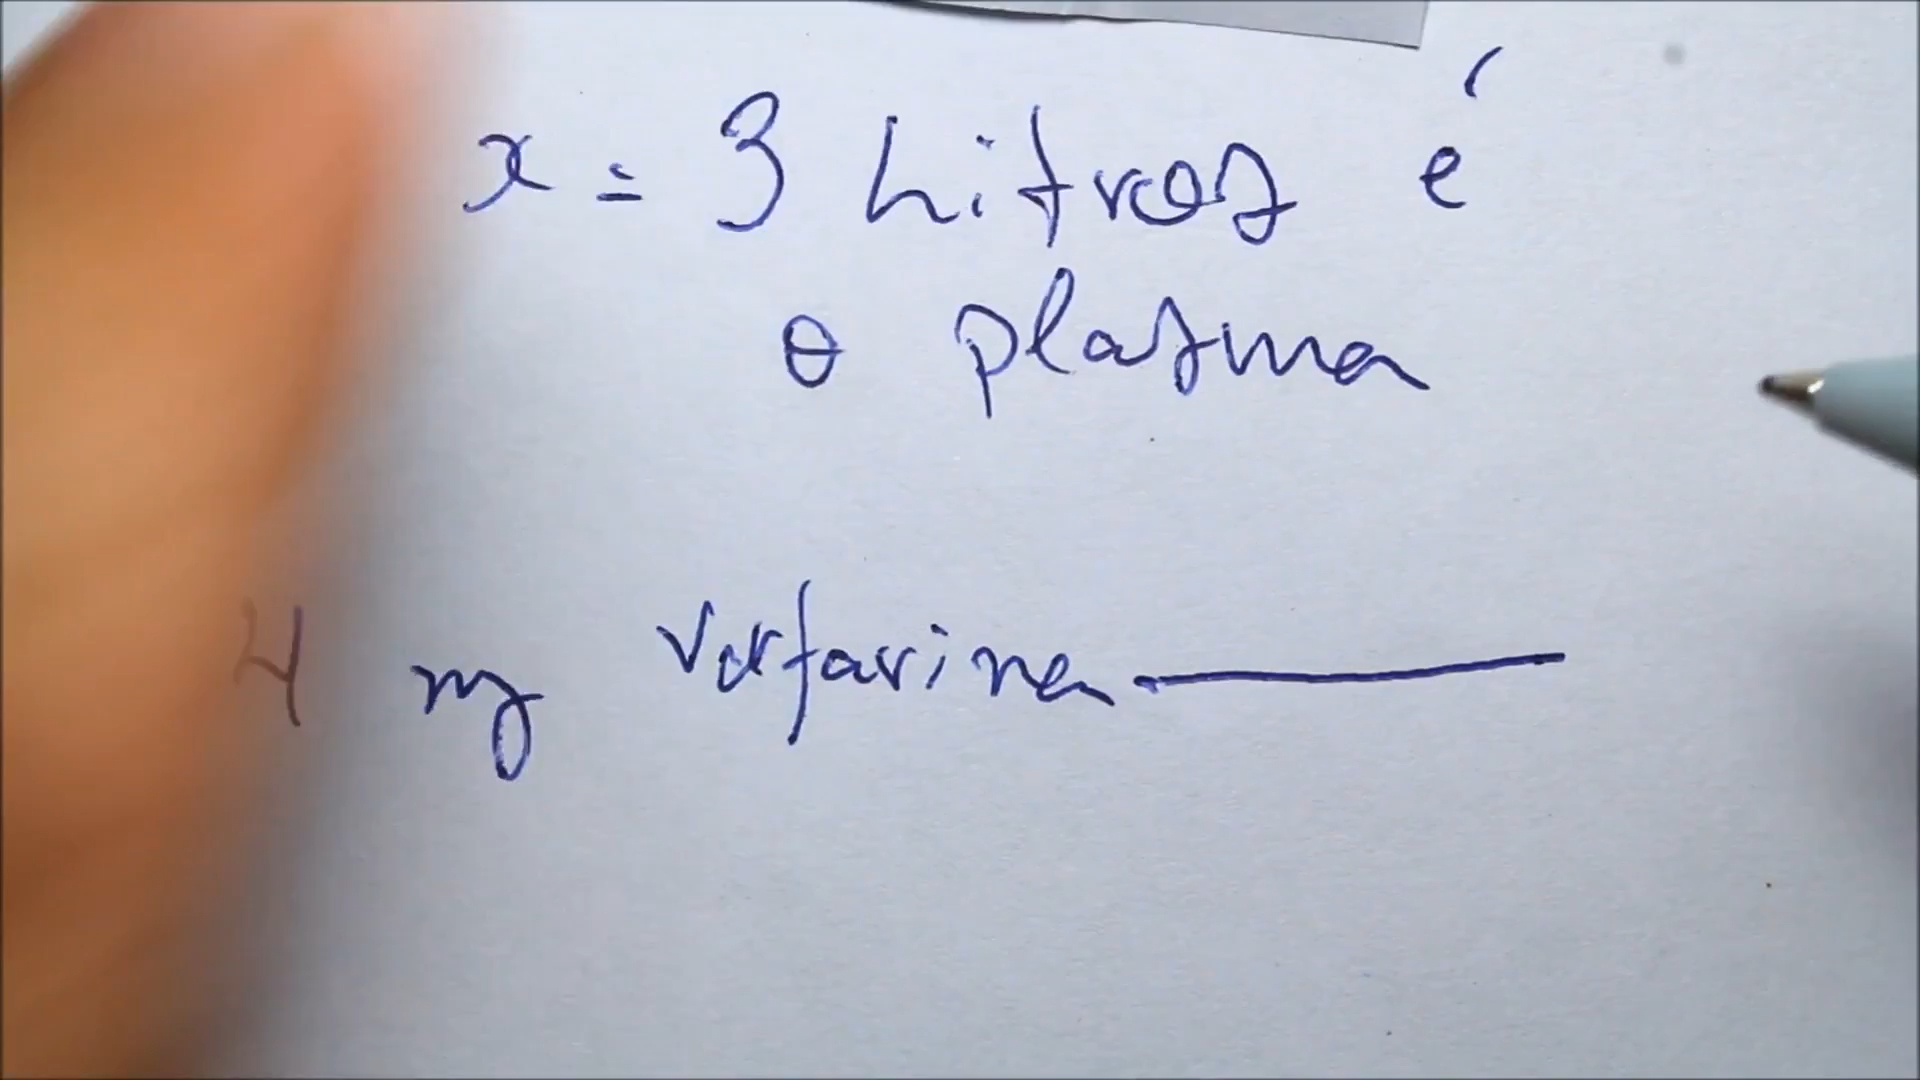 x = 3 Litros é
o plasma
4 mg Varfarina